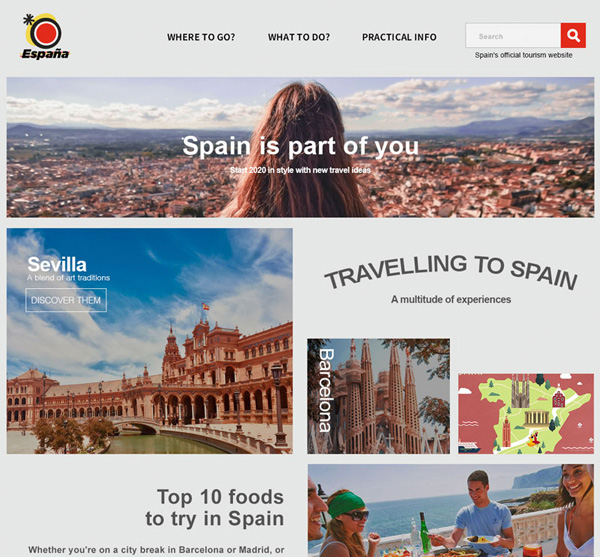 España
WHERE TO GO?
WHAT TO DO?
PRACTICAL INFO
Search
Spain's official tourism website
Spain is part of you
Start 2020 in style with new travel ideas
Sevilla
A blend of art traditions
DISCOVER THEM
TRAVELLING TO SPAIN
A multitude of experiences
Barcelona
Top 10 foods
to try in Spain
Whether you're on a city break in Barcelona or Madrid, or